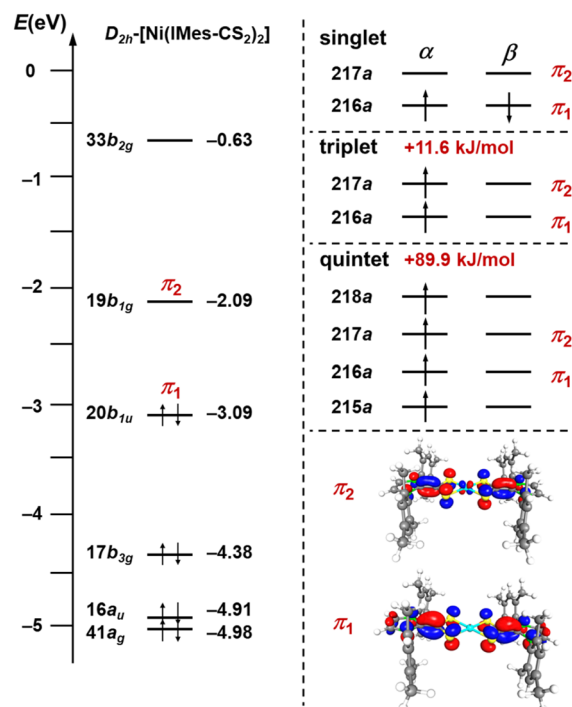 E(eV)
D2h-[Ni(IMes-CS2)2]
0
33b2g –0.63
–1
–2
π2
19b1g –2.09
π1
–3
20b1u –3.09
–4
17b3g –4.38
16au –4.91
–5
41ag –4.98
singlet α β
217a π2
216a π1
triplet +11.6 kJ/mol
217a π2
216a π1
quintet +89.9 kJ/mol
218a
217a π2
216a π1
215a
π2
π1